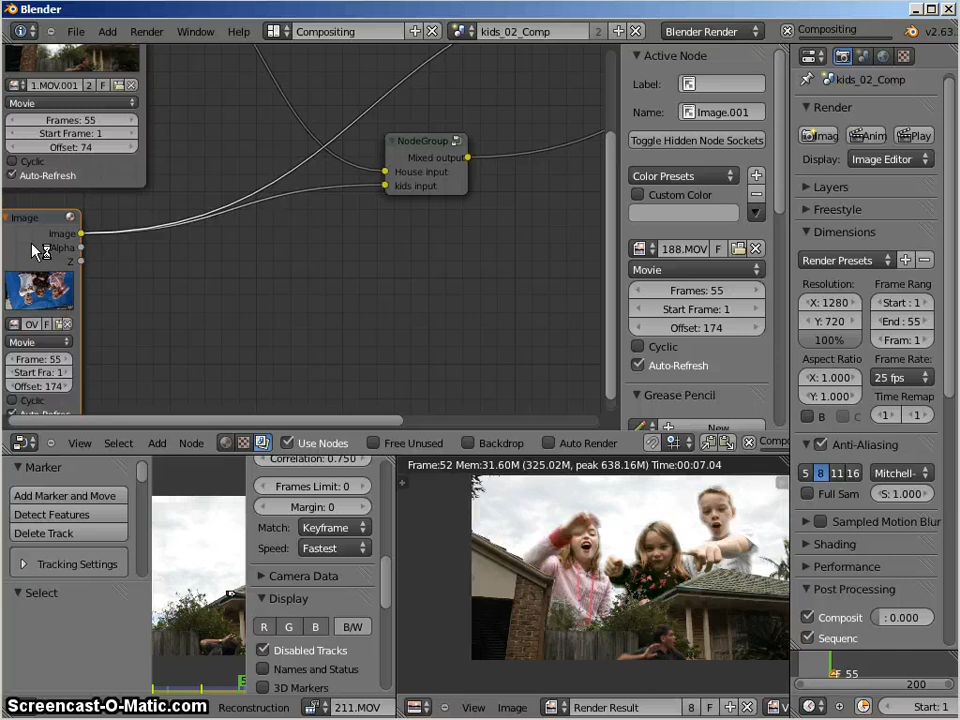 Blender
File Add Render Window Help Compositing kids_02_Comp 2 F Blender Render Compositing v2.63
1.MOV.001 2 F
Movie
Frames: 55
Start Frame: 1
Offset: 74
Cyclic
Auto-Refresh
Image
Image
Alpha
Z
OV F
Movie
Frame: 55
Start Fra: 1
Offset: 174
Cyclic
NodeGroup
Mixed output
House input
kids input
Active Node
Label:
Name: Image.001
Toggle Hidden Node Sockets
Color Presets
Custom Color
188.MOV F
Movie
Frames: 55
Start Frame: 1
Offset: 174
Cyclic
Auto-Refresh
Grease Pencil
New
kids_02_Comp
Render
Imag Anim Play
Display: Image Editor
Layers
Freestyle
Dimensions
Render Presets
Resolution: Frame Rang
X: 1280 Start : 1
Y: 720 End : 55
100% Fram: 1
Aspect Ratio Frame Rate:
X: 1.000 25 fps
Y: 1.000 Time Remap
B C 1 1
Anti-Aliasing
5 8 11 16 Mitchell-
Full Sam S: 1.000
Sampled Motion Blur
Shading
Performance
Post Processing
Composit : 0.000
Sequenc
View Select Add Node Use Nodes Free Unused Backdrop Auto Render Compo
Marker
Add Marker and Move
Detect Features
Delete Track
Tracking Settings
Select
Correlation: 0.750
Frames Limit: 0
Margin: 0
Match: Keyframe
Speed: Fastest
Camera Data
Display
R G B B/W
Disabled Tracks
Names and Status
3D Markers
Frame:52 Mem:31.60M (325.02M, peak 638.16M) Time:00:07.04
F 55
200
Screencast-O-Matic.com Reconstruction 211.MOV View Image Render Result 8 F Start: 1